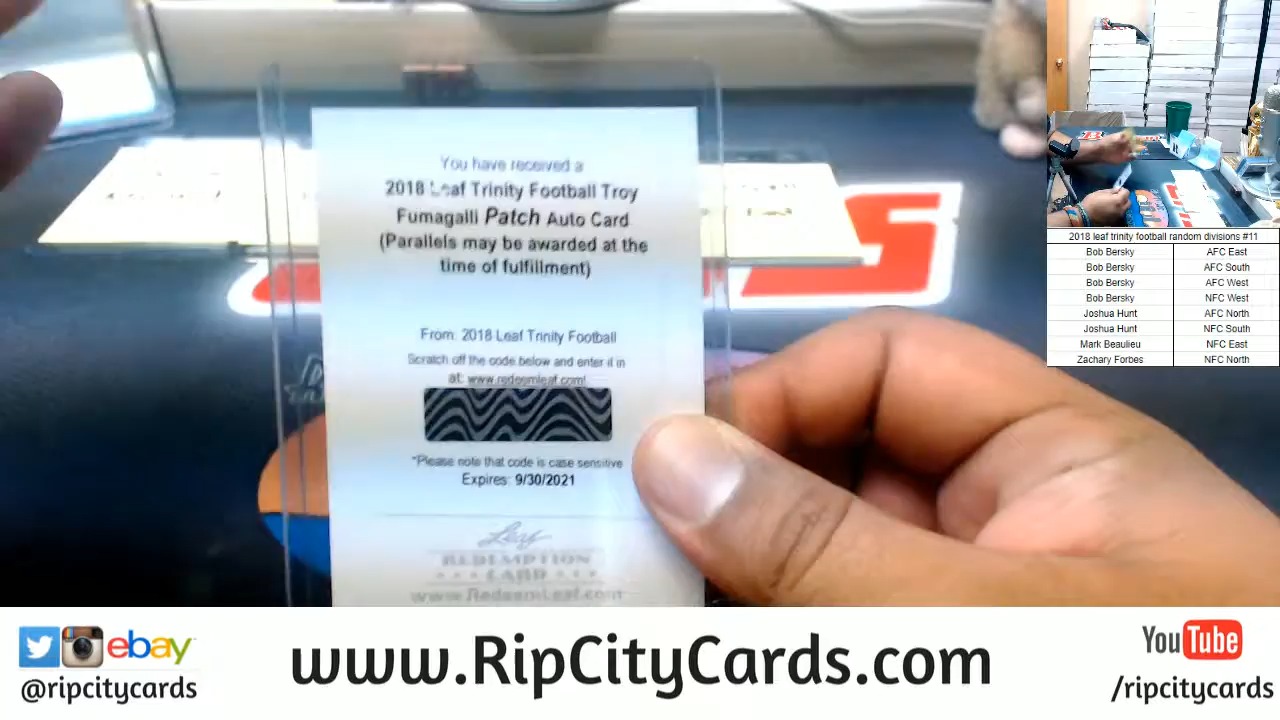 You have received a
2018 Leaf Trinity Football Troy
Fumagalli Patch Auto Card
(Parallels may be awarded at the
time of fulfillment)
From: 2018 Leaf Trinity Football
Scratch off the code below and enter it in
at: www.redeemleaf.com!
*Please note that code is case sensitive
Expires: 9/30/2021
Leaf
REDEMPTION
CARD
www.RedeemLeaf.com
2018 leaf trinity football random divisions #11
Bob Bersky AFC East
Bob Bersky AFC South
Bob Bersky AFC West
Bob Bersky NFC West
Joshua Hunt AFC North
Joshua Hunt NFC South
Mark Beaulieu NFC East
Zachary Forbes NFC North
ebay
@ripcitycards
www.RipCityCards.com
YouTube
/ripcitycards